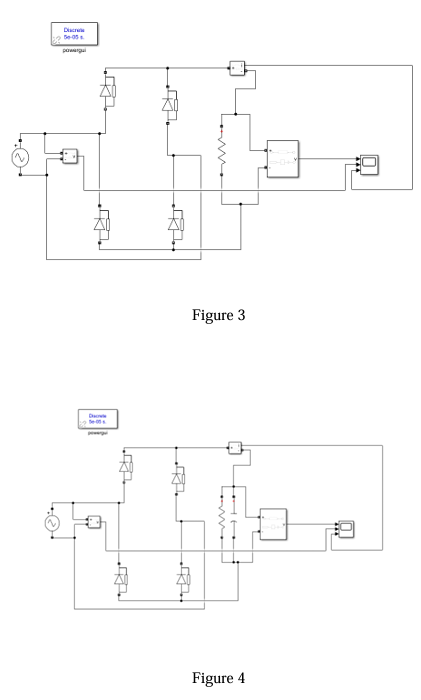 Discrete
5e-05 s.
powergui
Figure 3
Discrete
5e-05 s.
powergui
Figure 4